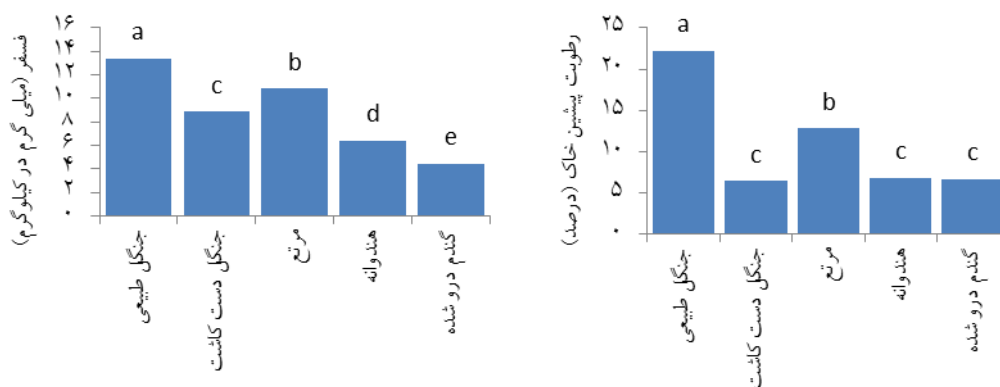 فسفر (میلی گرم در کیلوگرم)
۱۶
۱۴
۱۲
۱۰
۸
۶
۴
۲
۰
a
c
b
d
e
جنگل طبیعی
جنگل دست کاشت
مرتع
هندوانه
گندم درو شده
رطوبت پیشین خاک (درصد)
۲۵
۲۰
۱۵
۱۰
۵
۰
a
c
b
c
c
جنگل طبیعی
جنگل دست کاشت
مرتع
هندوانه
گندم درو شده